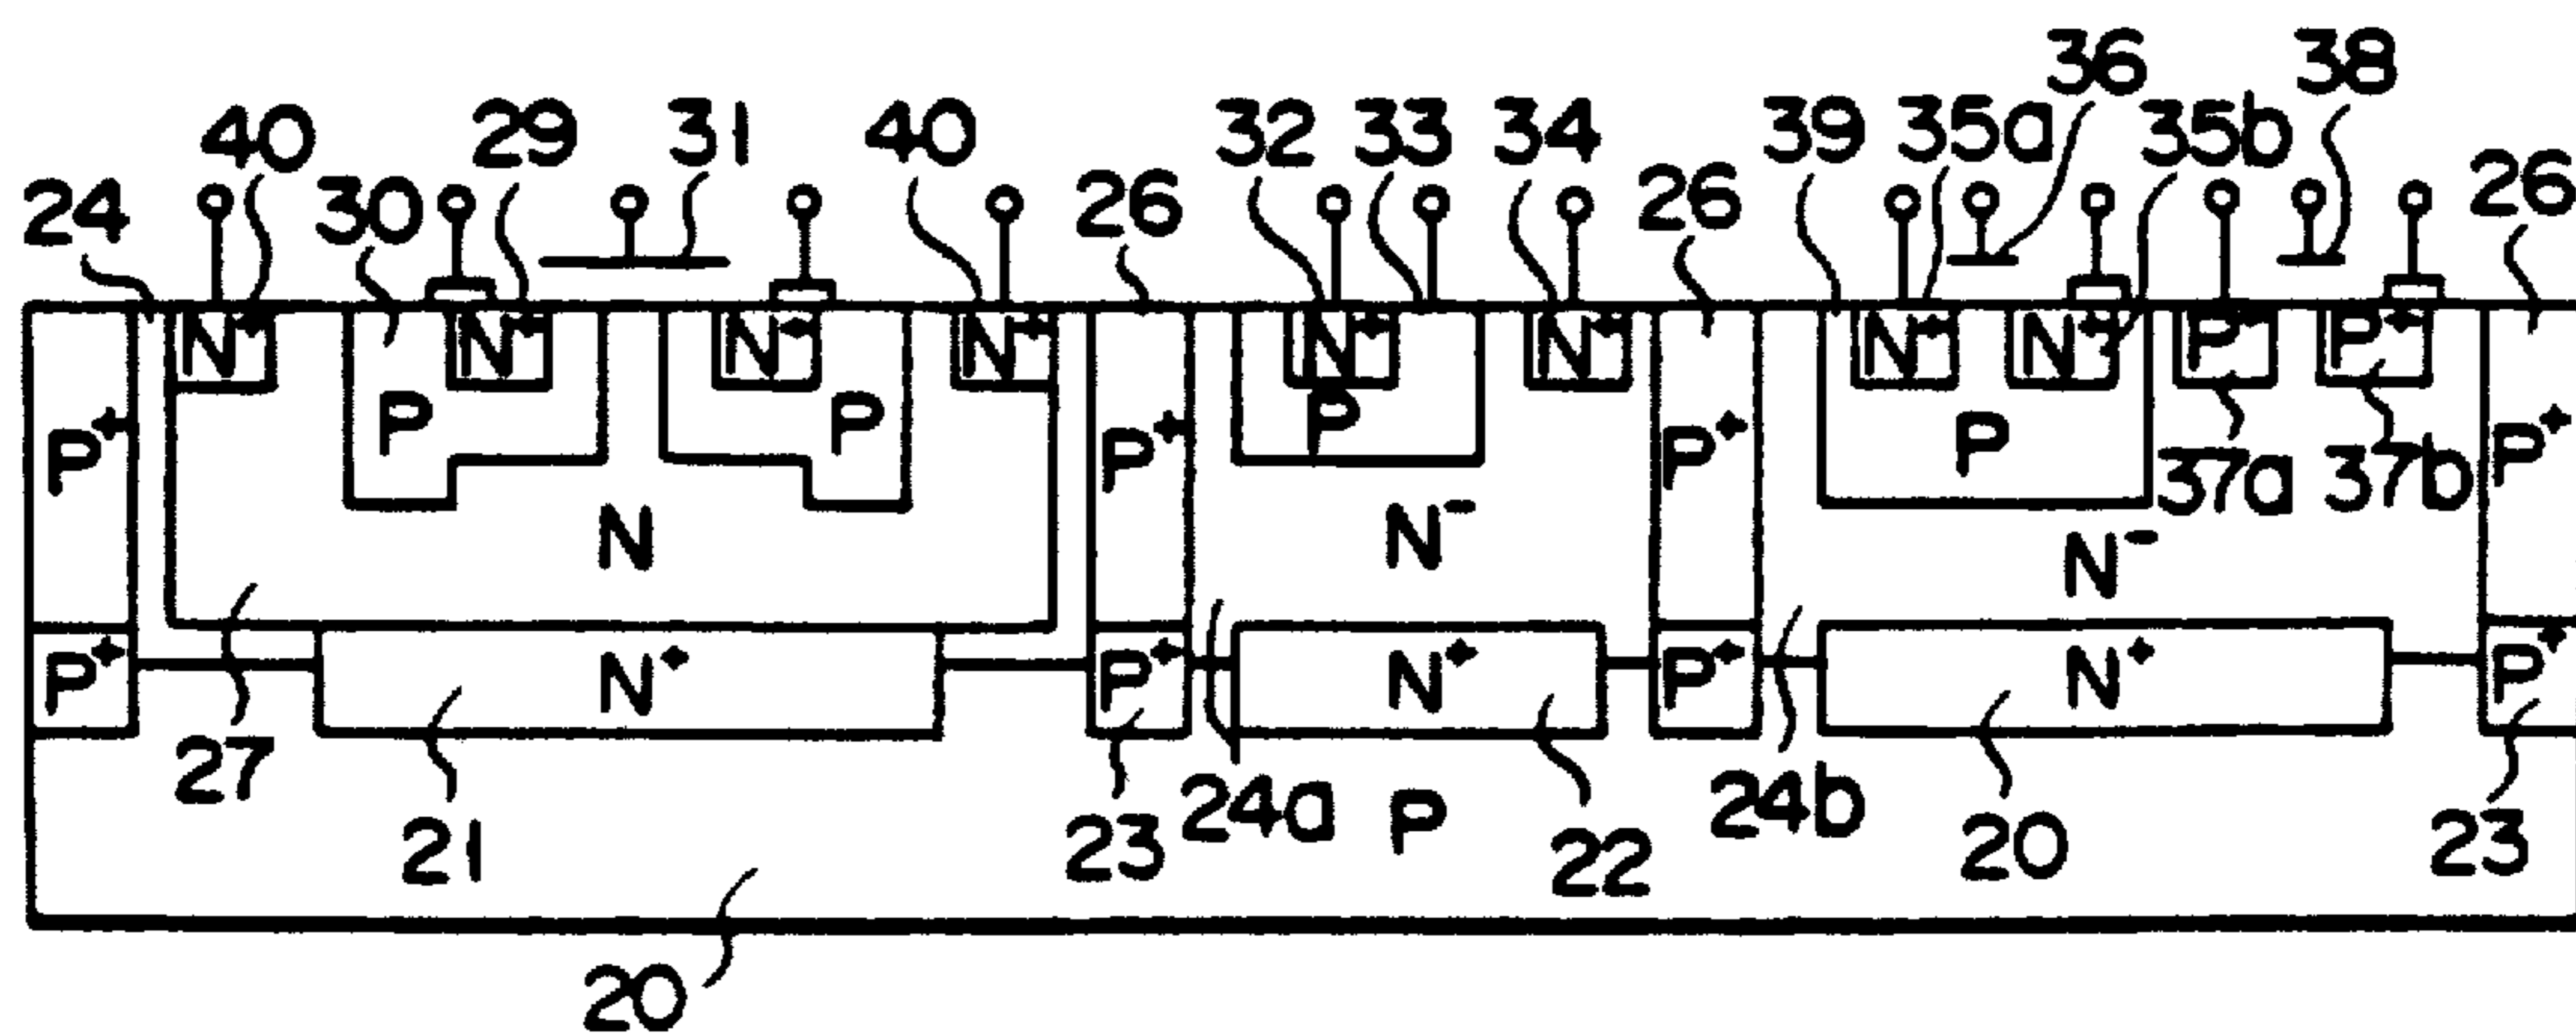 36 38
40 29 31 40 32 33 34 39 35a 35b
24 30 26 26 26
N+ N+ N+ N+ N+ N+ N+ N+ P+ P+
P P P P
P+ P+ P+ P+
37a 37b
N N- N-
P+ N+ P+ N+ P+ N+ P+
27 24a P 24b
21 23 22 20 23
20